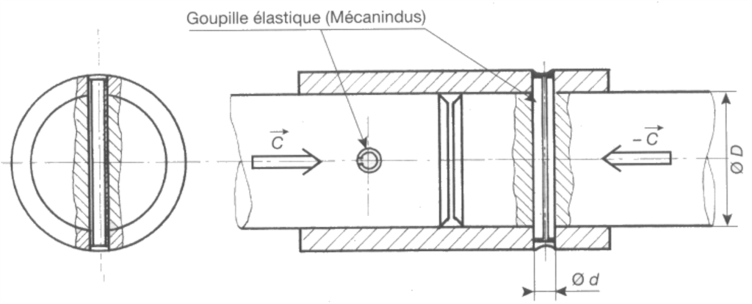 Goupille élastique (Mécanindus)
C
– C
Ø D
Ø d